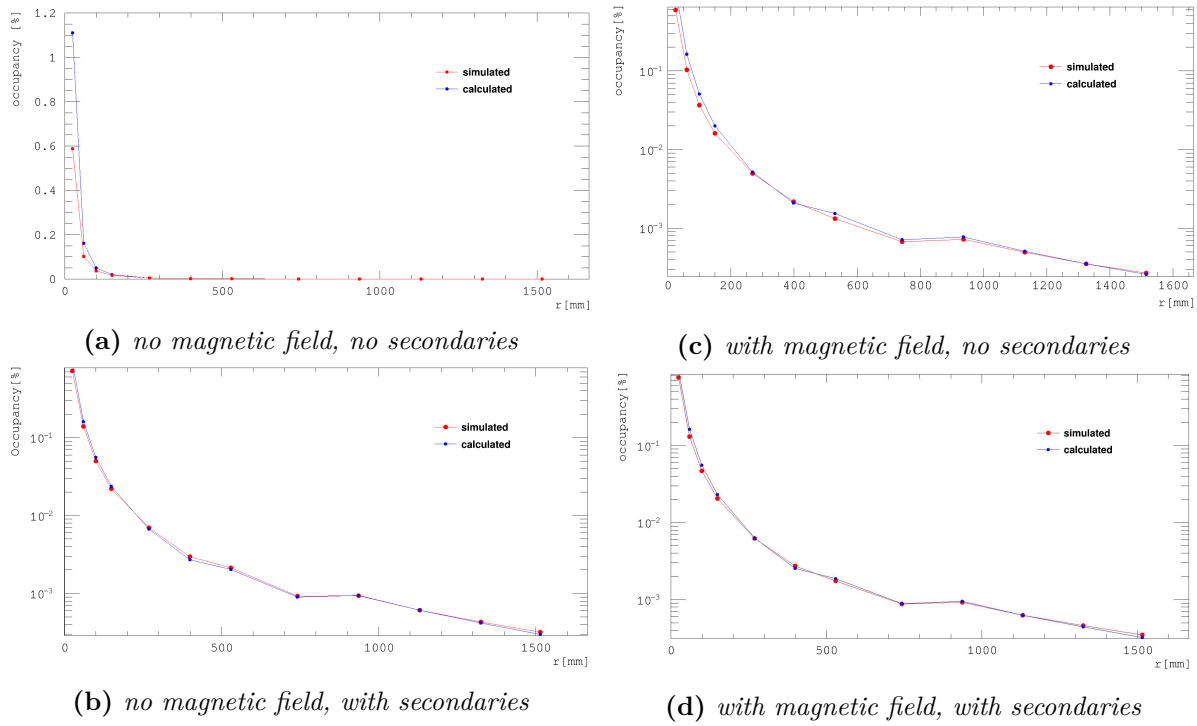 occupancy [%]
1.2
1
0.8
0.6
0.4
0.2
0
simulated
calculated
0 500 1000 1500
r[mm]
(a) no magnetic field, no secondaries
occupancy[%]
10⁻¹
10⁻²
10⁻³
simulated
calculated
0 200 400 600 800 1000 1200 1400 1600
r[mm]
(c) with magnetic field, no secondaries
Occupancy[%]
10⁻¹
10⁻²
10⁻³
simulated
calculated
0 500 1000 1500
r[mm]
(b) no magnetic field, with secondaries
occupancy[%]
10⁻¹
10⁻²
10⁻³
simulated
calculated
0 500 1000 1500
r[mm]
(d) with magnetic field, with secondaries